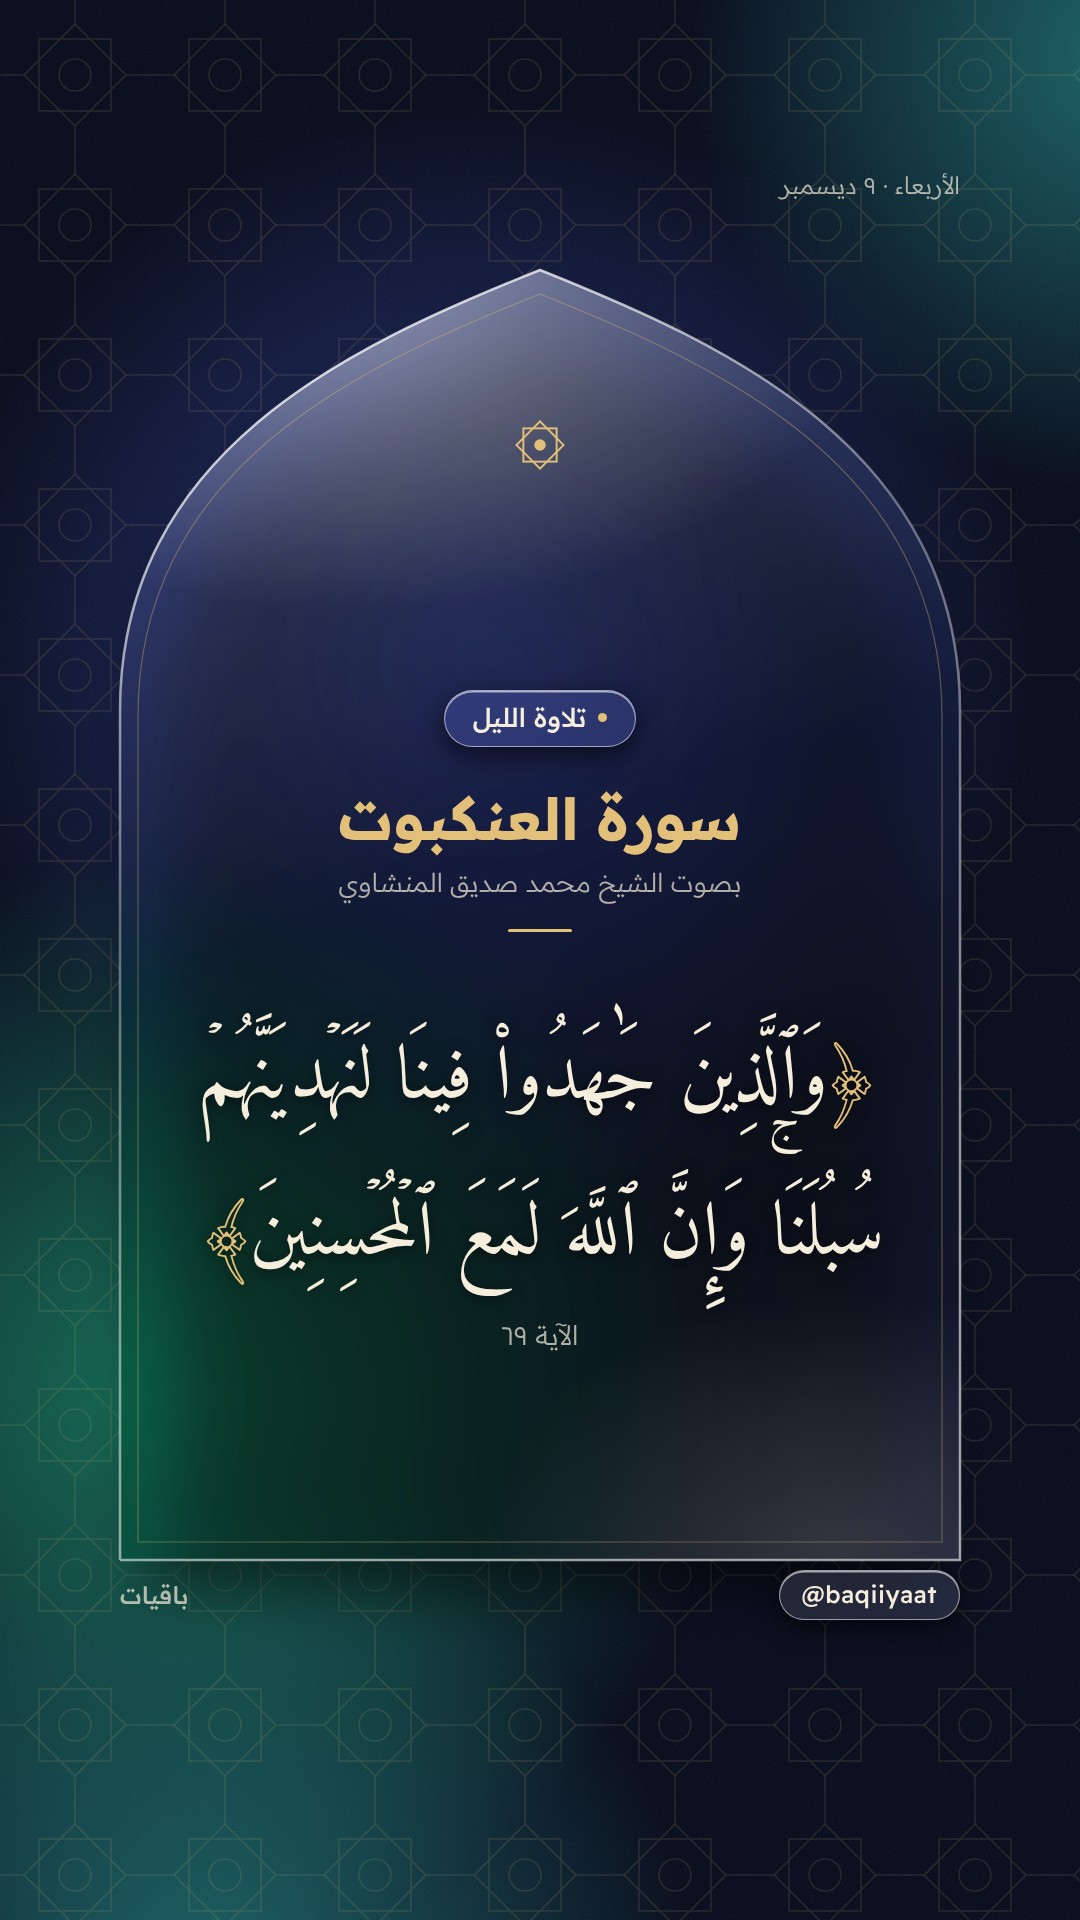 الأربعاء · ٩ ديسمبر
تلاوة الليل
سورة العنكبوت
بصوت الشيخ محمد صديق المنشاوي
﴿وَٱلَّذِينَ جَٰهَدُوا۟ فِينَا لَنَهْدِيَنَّهُمْ
سُبُلَنَا ۚ وَإِنَّ ٱللَّهَ لَمَعَ ٱلْمُحْسِنِينَ﴾
الآية ٦٩
@baqiiyaat
باقيات